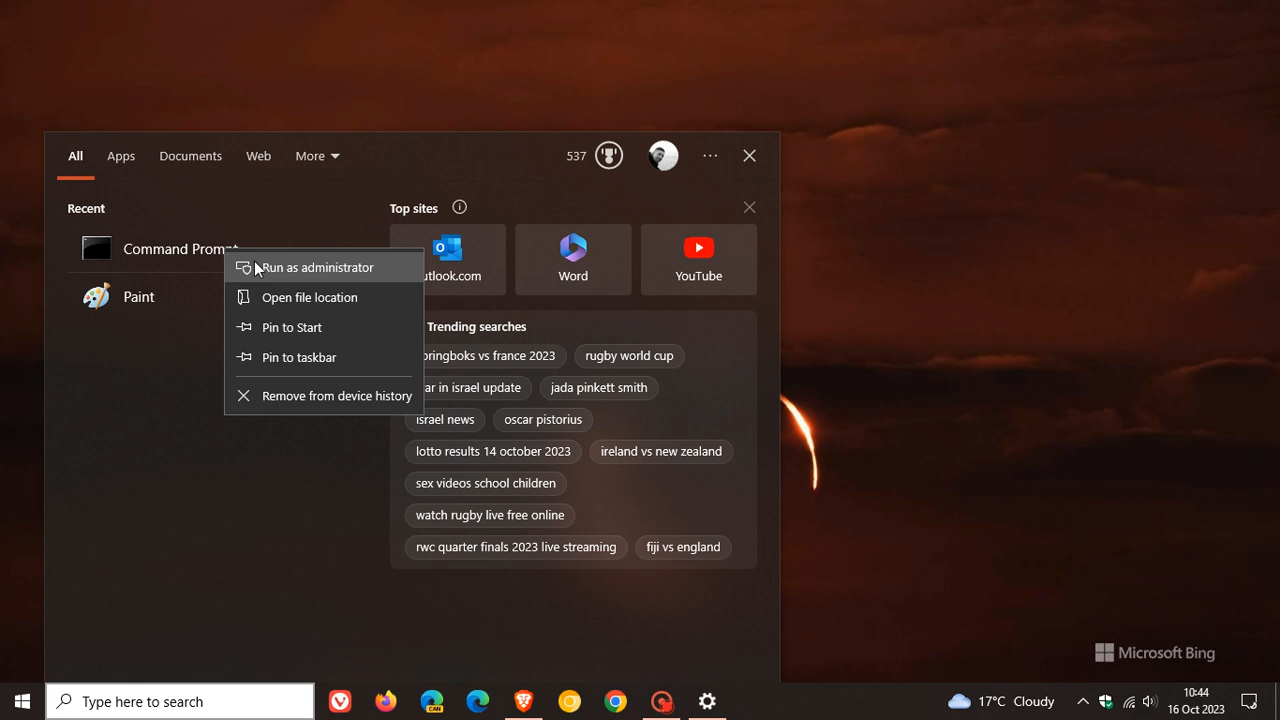 All
Apps
Documents
Web
More
537
Recent
Command Prompt
Paint
Run as administrator
Open file location
Pin to Start
Pin to taskbar
Remove from device history
Top sites
utlook.com
Word
YouTube
Trending searches
pringboks vs france 2023
rugby world cup
ar in israel update
jada pinkett smith
israel news
oscar pistorius
lotto results 14 october 2023
ireland vs new zealand
sex videos school children
watch rugby live free online
rwc quarter finals 2023 live streaming
fiji vs england
Microsoft Bing
Type here to search
CAN
17°C Cloudy
10:44
16 Oct 2023